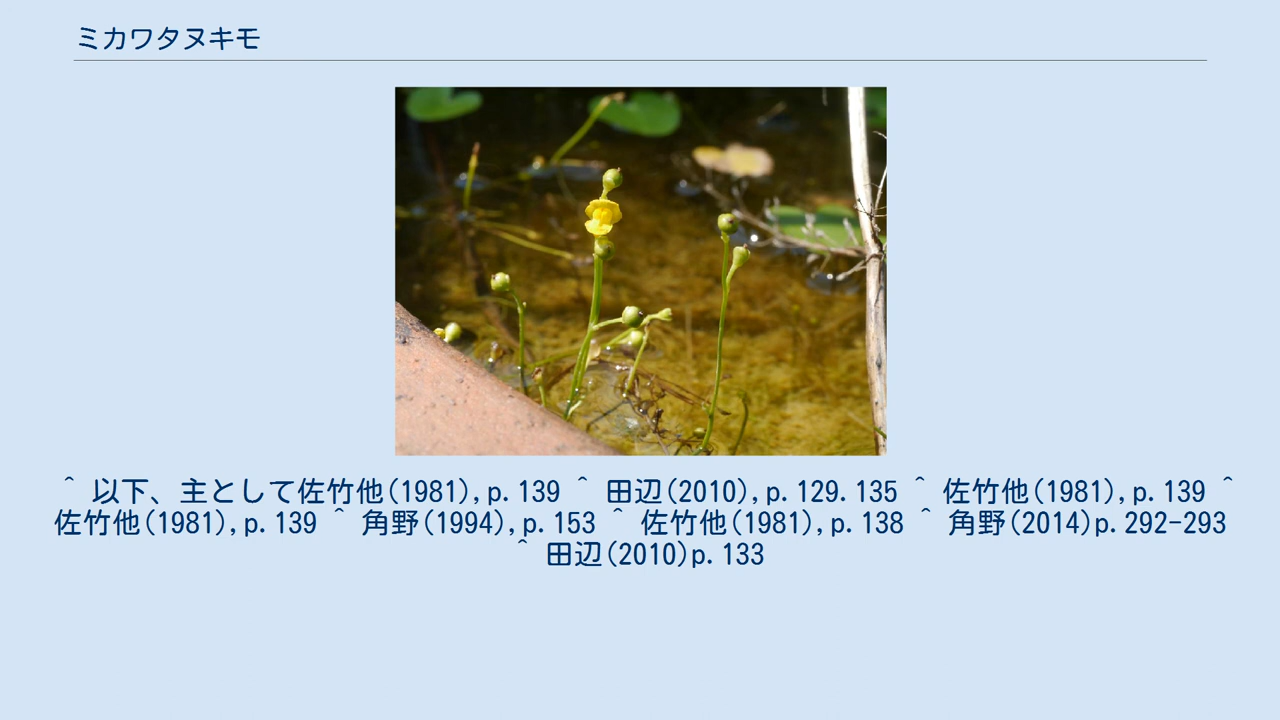 ミカワタヌキモ
^ 以下、主として佐竹他(1981),p.139 ^ 田辺(2010),p.129.135 ^ 佐竹他(1981),p.139 ^
佐竹他(1981),p.139 ^ 角野(1994),p.153 ^ 佐竹他(1981),p.138 ^ 角野(2014)p.292-293
^ 田辺(2010)p.133